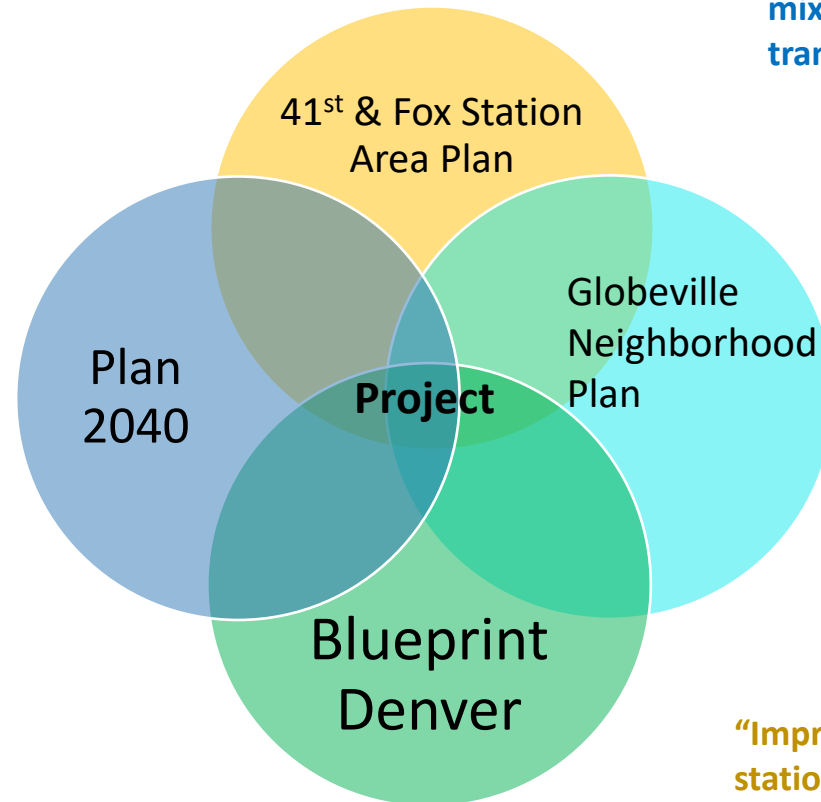 41st & Fox Station
Area Plan
Globeville
Neighborhood
Plan
Plan
2040
Project
Blueprint
Denver